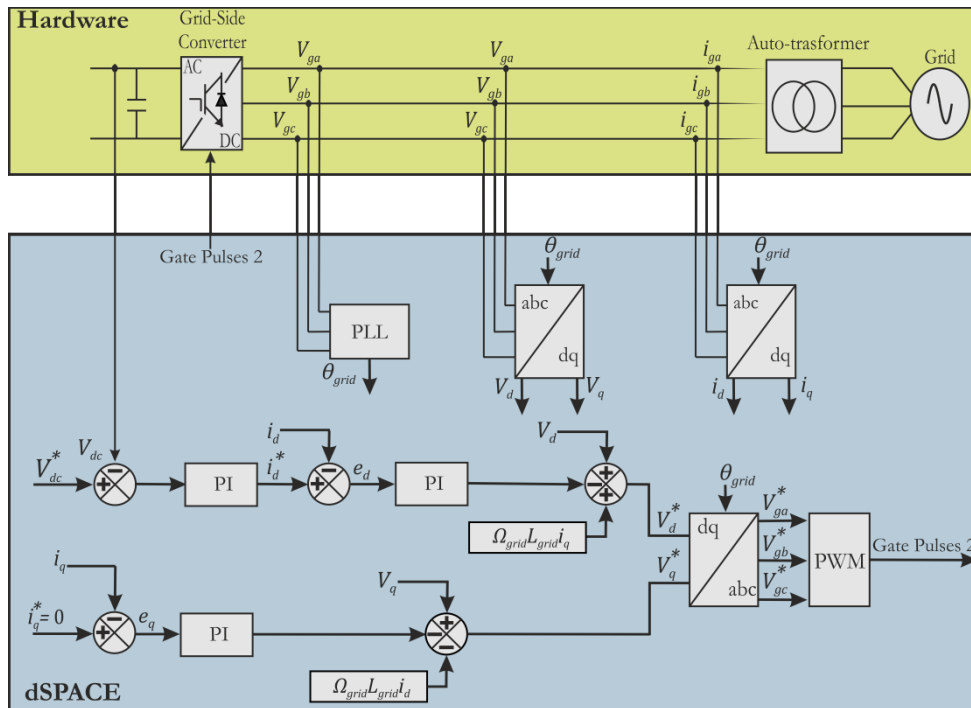 Hardware
Grid-Side
Converter
AC
DC
V_ga
V_gb
V_gc
V_ga
V_gb
V_gc
i_ga
i_gb
i_gc
Auto-trasformer
Grid
Gate Pulses 2
PLL
θ_grid
θ_grid
abc
dq
V_d
V_q
θ_grid
abc
dq
i_d
i_q
V*_dc
V_dc
+
−
PI
i*_d
i_d
+
−
e_d
PI
V_d
+
−
+
Ω_grid L_grid i_q
V*_d
i_q
i*_q = 0
+
−
e_q
PI
V_q
+
−
−
Ω_grid L_grid i_d
V*_q
θ_grid
dq
abc
V*_ga
V*_gb
V*_gc
PWM
Gate Pulses 2
dSPACE